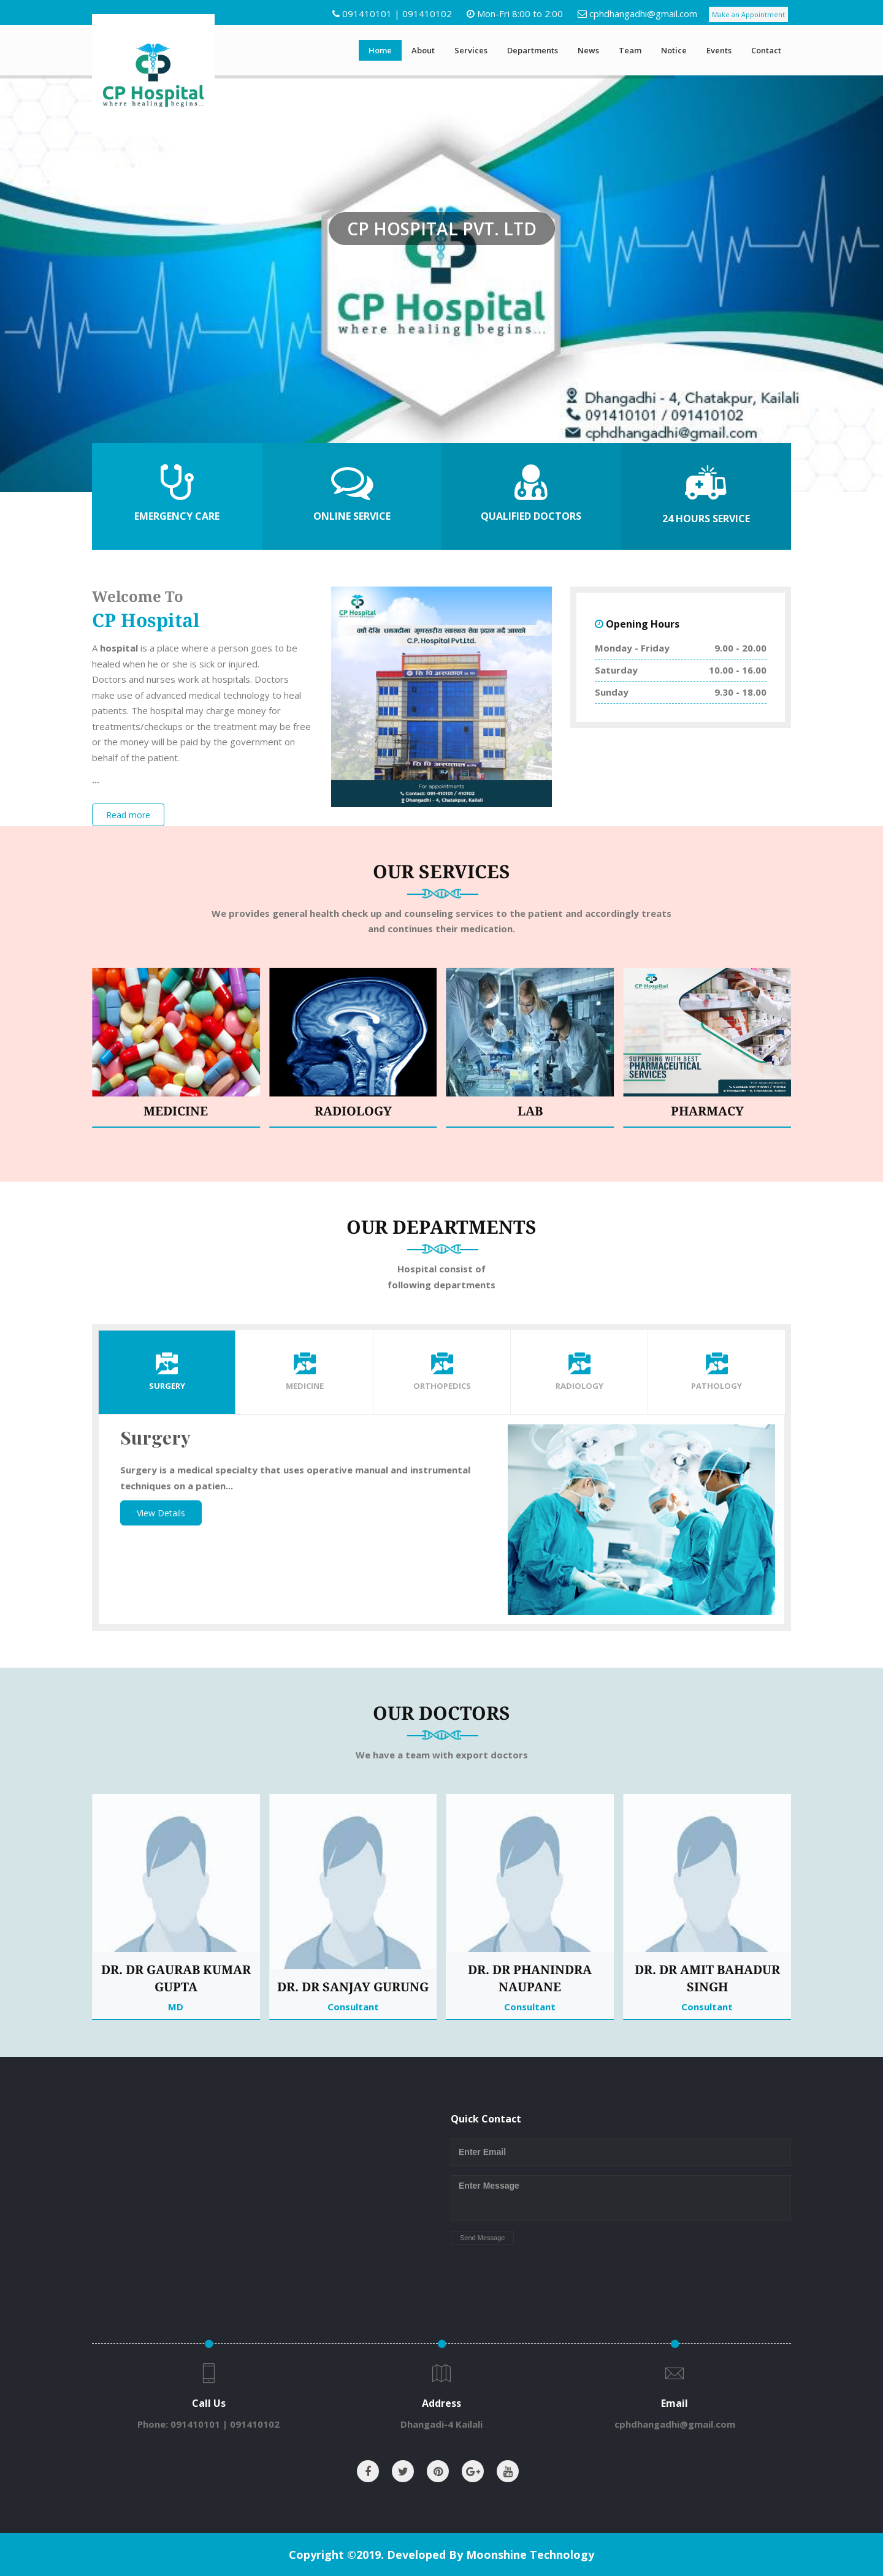 091410101 | 091410102 Mon-Fri 8:00 to 2:00 cphdhangadhi@gmail.com Make an Appointment
CP Hospital
where healing begins...
Home About Services Departments News Team Notice Events Contact
CP HOSPITAL PVT. LTD
CP Hospital
where healing begins...
Dhangadhi - 4, Chatakpur, Kailali
091410101 / 091410102
cphdhangadhi@gmail.com
EMERGENCY CARE
ONLINE SERVICE
QUALIFIED DOCTORS
24 HOURS SERVICE
Welcome To
CP Hospital
A hospital is a place where a person goes to be
healed when he or she is sick or injured.
Doctors and nurses work at hospitals. Doctors
make use of advanced medical technology to heal
patients. The hospital may charge money for
treatments/checkups or the treatment may be free
or the money will be paid by the government on
behalf of the patient.
...
Read more
CP Hospital
C.P. Hospital Pvt.Ltd.
For appointments
Contact: 091-410101 / 410102
Dhangadhi - 4, Chatakpur, Kailali
Opening Hours
Monday - Friday 9.00 - 20.00
Saturday 10.00 - 16.00
Sunday 9.30 - 18.00
OUR SERVICES
We provides general health check up and counseling services to the patient and accordingly treats
and continues their medication.
CP Hospital
SUPPLYING WITH BEST
PHARMACEUTICAL
SERVICES
MEDICINE
RADIOLOGY
LAB
PHARMACY
OUR DEPARTMENTS
Hospital consist of
following departments
SURGERY
MEDICINE
ORTHOPEDICS
RADIOLOGY
PATHOLOGY
Surgery
Surgery is a medical specialty that uses operative manual and instrumental
techniques on a patien...
View Details
OUR DOCTORS
We have a team with export doctors
DR. DR GAURAB KUMAR
GUPTA
MD
DR. DR SANJAY GURUNG
Consultant
DR. DR PHANINDRA
NAUPANE
Consultant
DR. DR AMIT BAHADUR
SINGH
Consultant
Quick Contact
Enter Email
Enter Message
Send Message
Call Us
Phone: 091410101 | 091410102
Address
Dhangadi-4 Kailali
Email
cphdhangadhi@gmail.com
Copyright ©2019. Developed By Moonshine Technology